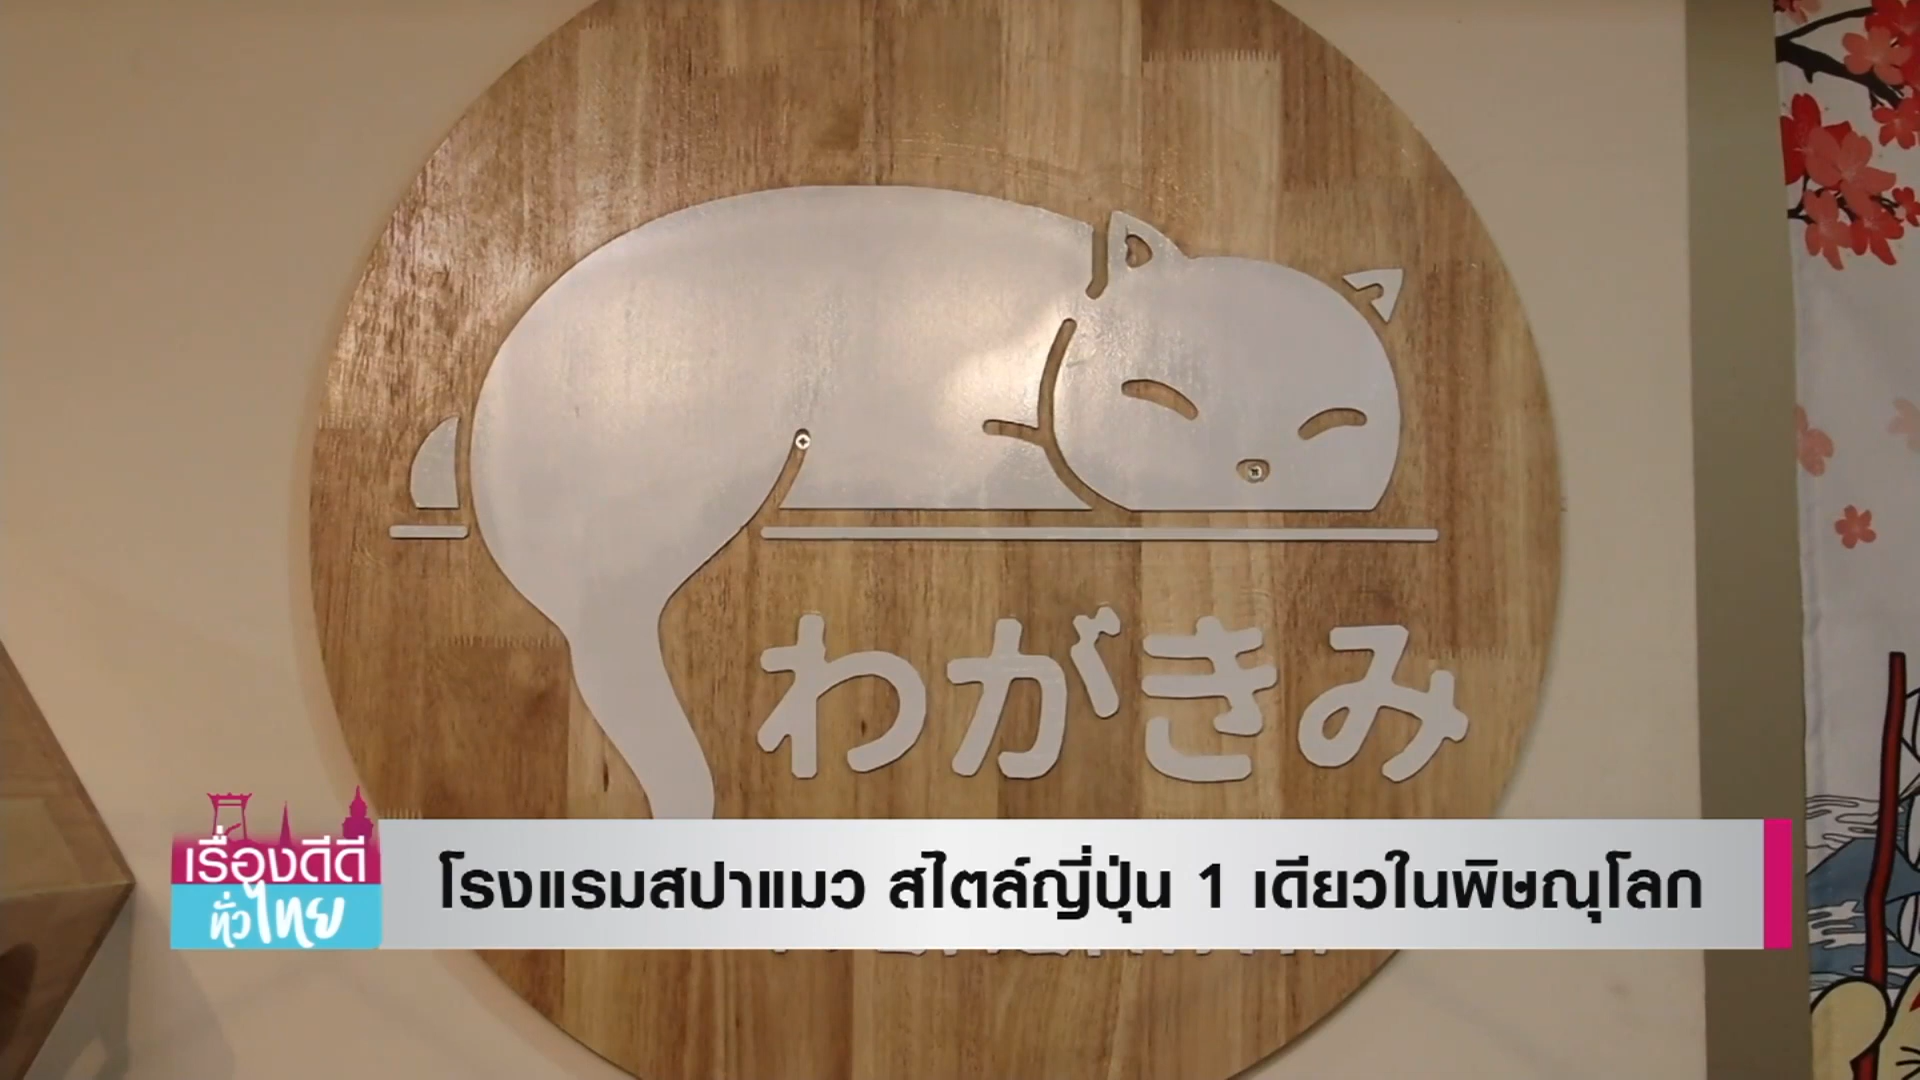 わがきみ
เรื่องดีดี
ทั่วไทย
โรงแรมสปาแมว สไตล์ญี่ปุ่น 1 เดียวในพิษณุโลก